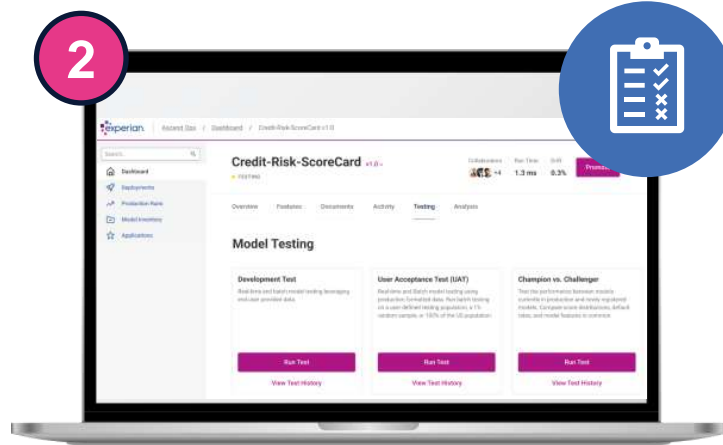 2
experian.
Ascend Ops / Dashboard / Credit-Risk-ScoreCard v1.0
Search...
Dashboard
Deployments
Model Inventory
Applications
Credit-Risk-ScoreCard v1.0
TESTING
Collaborators
+4
Run Time
1.3 ms
Drift
0.3%
Overview Features Documents Activity Testing Analysis
Model Testing
Development Test
Real-time and batch model testing leveraging
end-user provided data.
Run Test
View Test History
User Acceptance Test (UAT)
Real-time and Batch model testing using
production formatted data. Run batch testing
on a user-defined testing population, a 1%
random sample, or 100% of the US population
Run Test
View Test History
Champion vs. Challenger
Test the performance between models
currently in production and newly registered
models. Compare score distributions, default
rates, and model features in common.
Run Test
View Test History